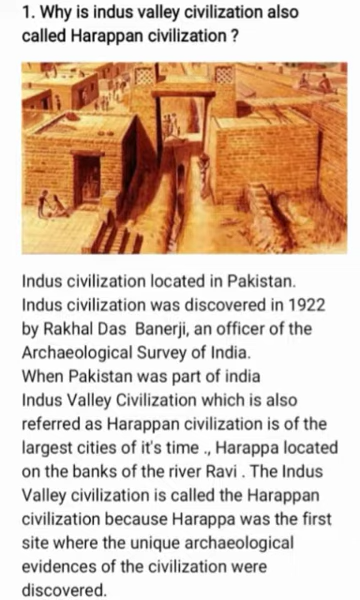 1. Why is indus valley civilization also
called Harappan civilization ?
Indus civilization located in Pakistan.
Indus civilization was discovered in 1922
by Rakhal Das Banerji, an officer of the
Archaeological Survey of India.
When Pakistan was part of india
Indus Valley Civilization which is also
referred as Harappan civilization is of the
largest cities of it's time ., Harappa located
on the banks of the river Ravi . The Indus
Valley civilization is called the Harappan
civilization because Harappa was the first
site where the unique archaeological
evidences of the civilization were
discovered.